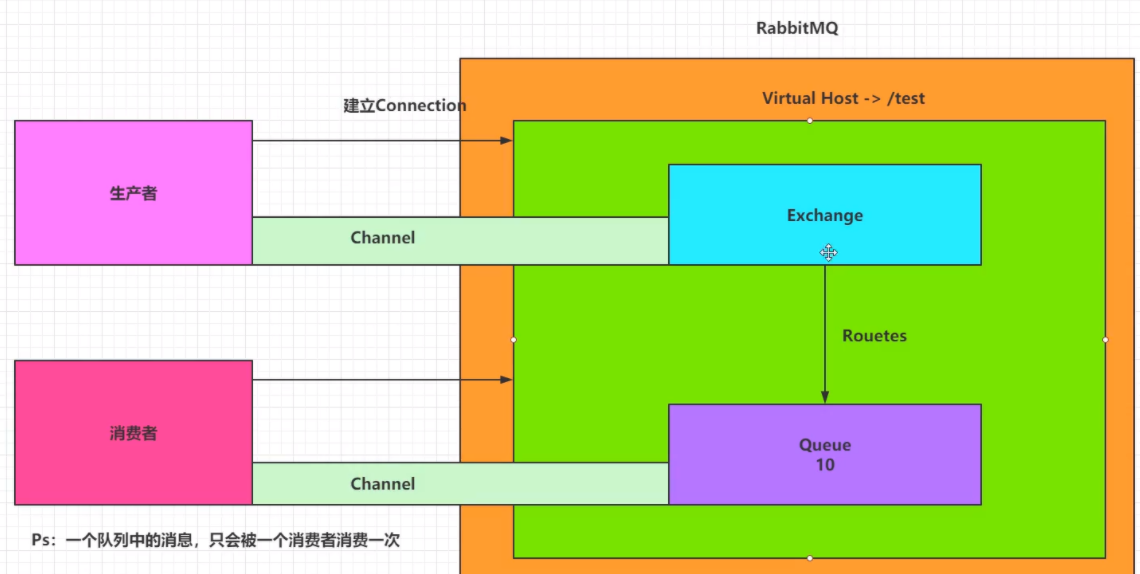 RabbitMQ
Virtual Host -> /test
建立Connection
生产者
Exchange
Channel
Rouetes
消费者
Queue
10
Channel
Ps：一个队列中的消息，只会被一个消费者消费一次